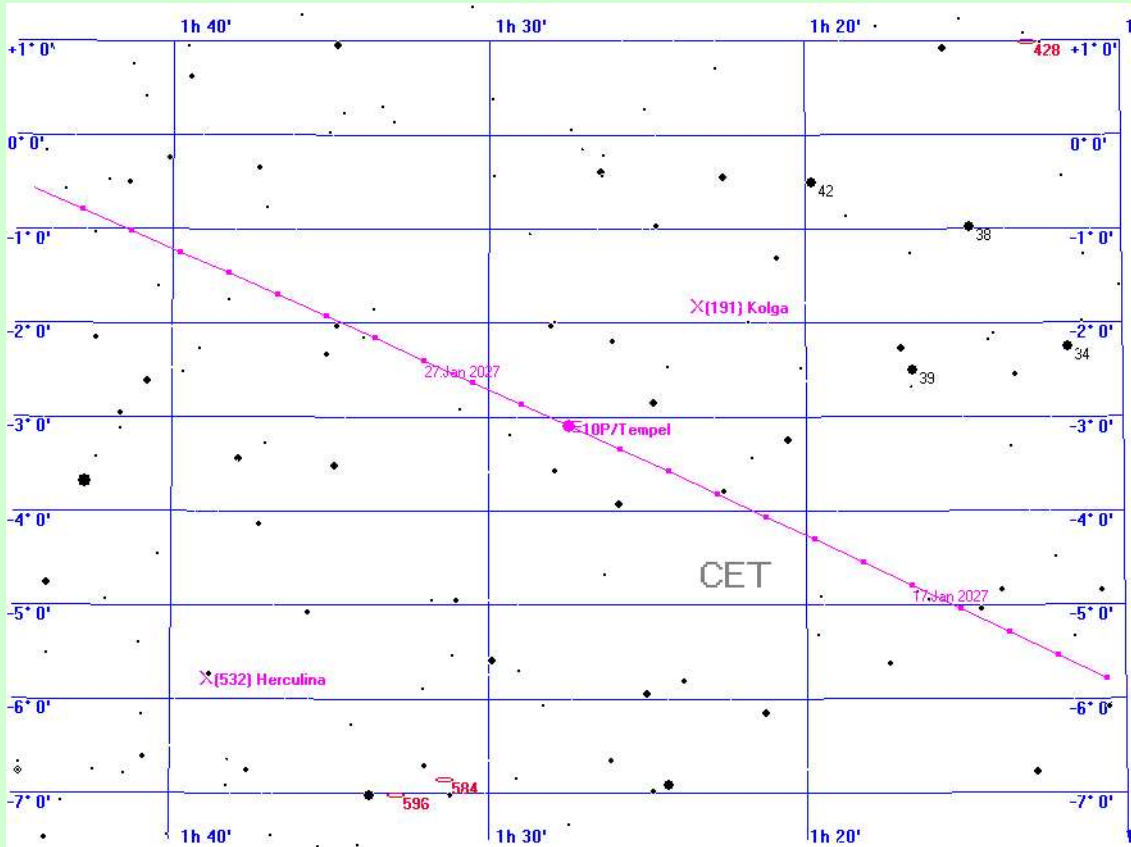 1h 40' 1h 30' 1h 20'
+1° 0' 428 +1° 0'
0° 0' 0° 0'
42
-1° 0' 38 -1° 0'
(191) Kolga
-2° 0' -2° 0'
34
27 Jan 2027 39
-3° 0' 10P/Tempel -3° 0'
-4° 0' -4° 0'
CET
17 Jan 2027
-5° 0' -5° 0'
(532) Herculina
-6° 0' -6° 0'
584
-7° 0' 596 -7° 0'
1h 40' 1h 30' 1h 20'